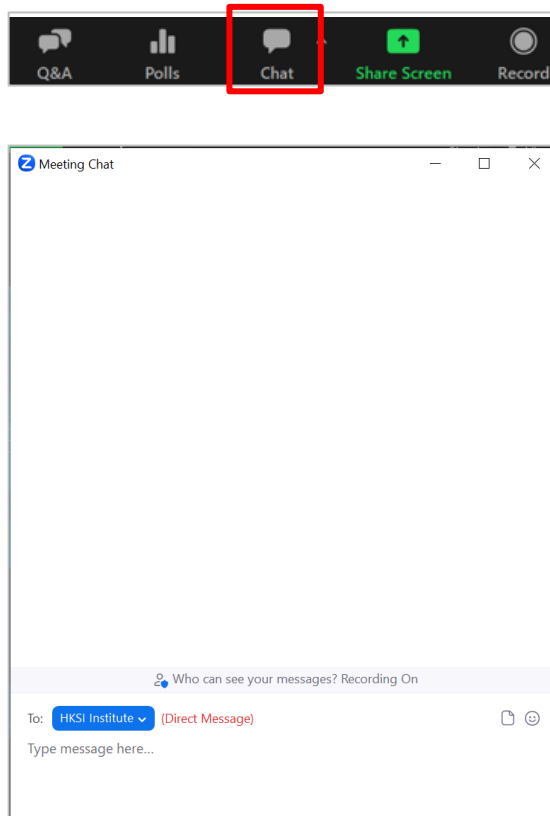 Q&A Polls Chat Share Screen Record
Meeting Chat
Who can see your messages? Recording On
To: HKSI Institute (Direct Message)
Type message here...